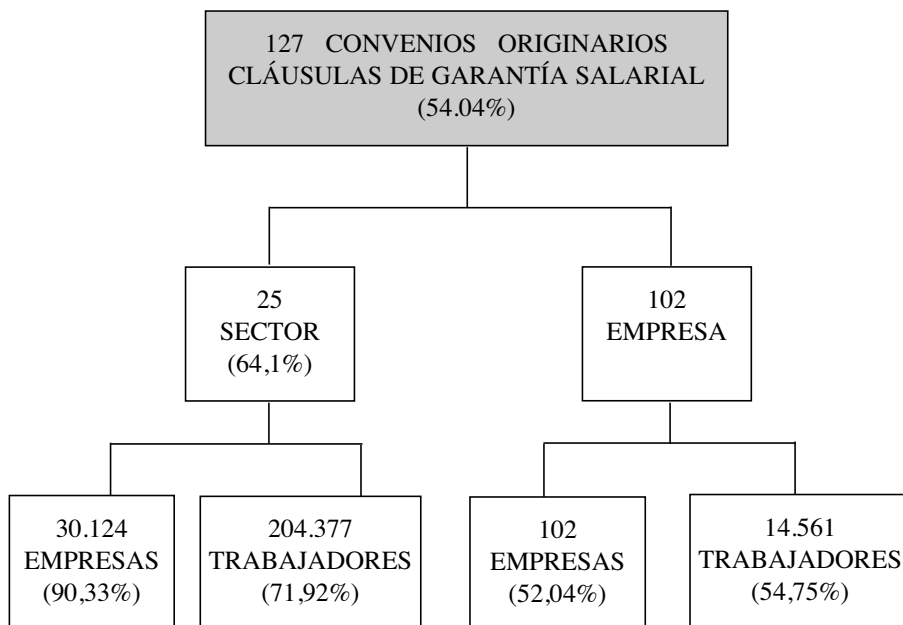 127 CONVENIOS ORIGINARIOS
CLÁUSULAS DE GARANTÍA SALARIAL
(54.04%)
25
SECTOR
(64,1%)
102
EMPRESA
30.124
EMPRESAS
(90,33%)
204.377
TRABAJADORES
(71,92%)
102
EMPRESAS
(52,04%)
14.561
TRABAJADORES
(54,75%)